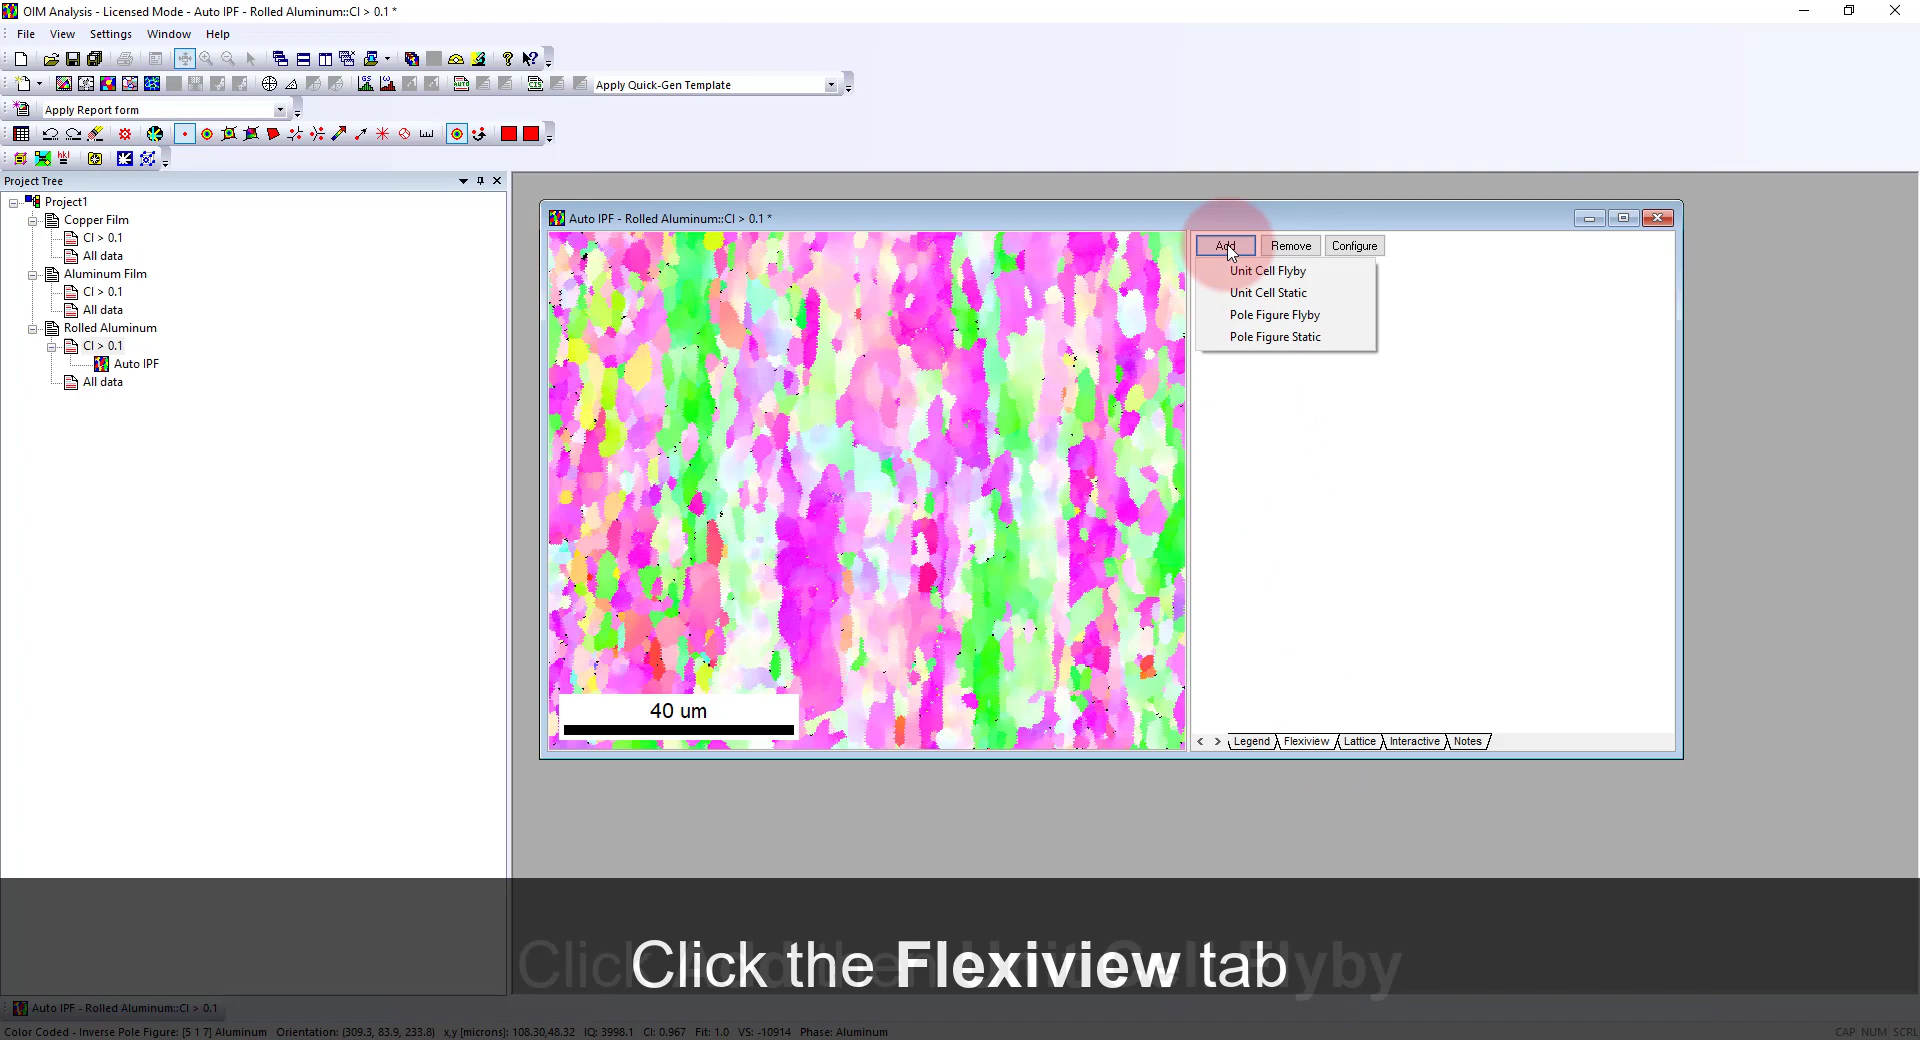 OIM Analysis - Licensed Mode - Auto IPF - Rolled Aluminum::CI > 0.1 *
File View Settings Window Help
Apply Quick-Gen Template
Apply Report form
Project Tree
Project1
Copper Film
CI > 0.1
All data
Aluminum Film
CI > 0.1
All data
Rolled Aluminum
CI > 0.1
Auto IPF
All data
Auto IPF - Rolled Aluminum::CI > 0.1 *
Add Remove Configure
Unit Cell Flyby
Unit Cell Static
Pole Figure Flyby
Pole Figure Static
40 um
Legend Flexiview Lattice Interactive Notes
Click the Flexiview tab
Auto IPF - Rolled Aluminum::CI > 0.1
Color Coded - Inverse Pole Figure: [5 1 7] Aluminum Orientation: (309.3, 83.9, 233.8) x,y [microns]: 108.30,48.32 IQ: 3998.1 CI: 0.967 Fit: 1.0 VS: -10914 Phase: Aluminum CAP NUM SCRL